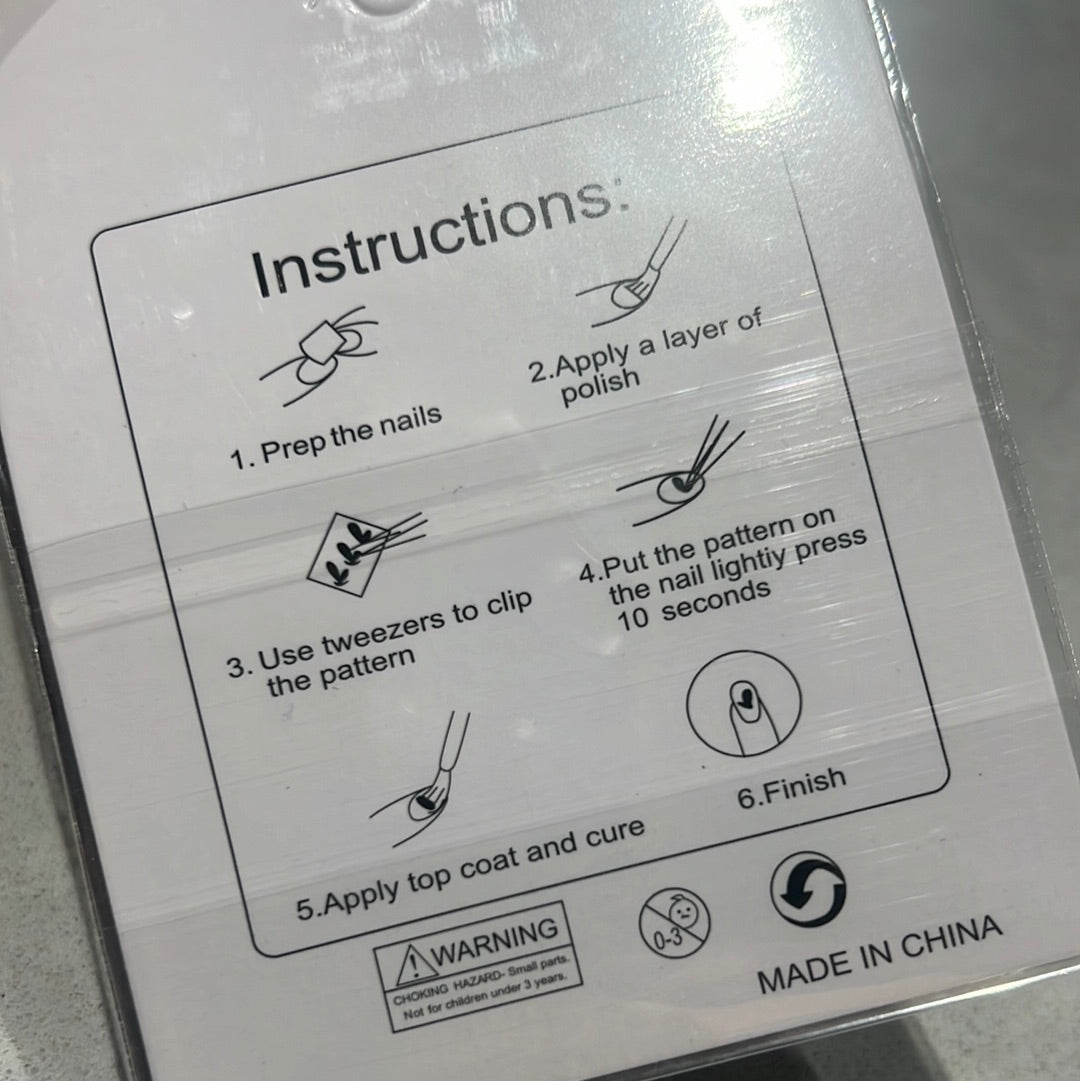 Instructions:
1. Prep the nails
2.Apply a layer of
polish
3. Use tweezers to clip
the pattern
4.Put the pattern on
the nail lightiy press
10 seconds
5.Apply top coat and cure
6.Finish
WARNING
CHOKING HAZARD- Small parts.
Not for children under 3 years.
0-3
MADE IN CHINA